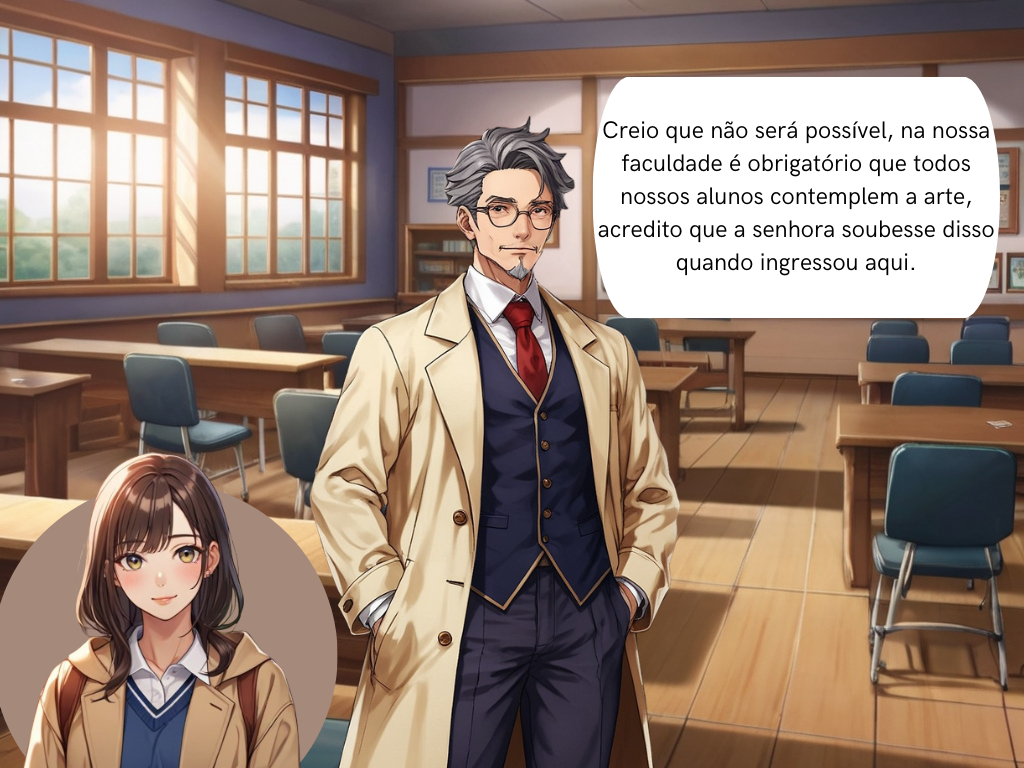 Creio que não será possível, na nossa
faculdade é obrigatório que todos
nossos alunos contemplem a arte,
acredito que a senhora soubesse disso
quando ingressou aqui.